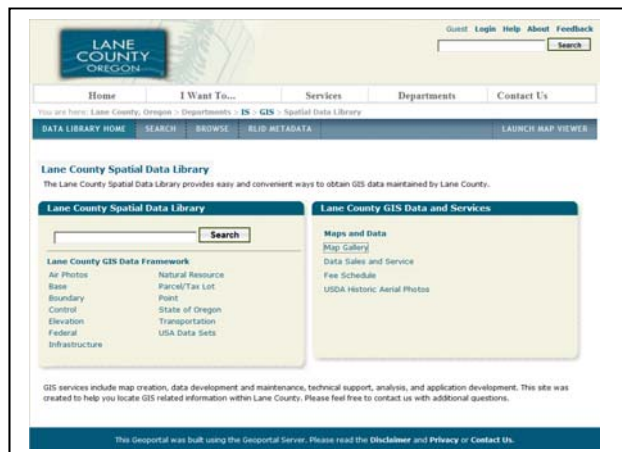 LANE
COUNTY
OREGON
Guest Login Help About Feedback
Search
Home I Want To... Services Departments Contact Us
You are here: Lane County, Oregon > Departments > IS > GIS > Spatial Data Library
DATA LIBRARY HOME SEARCH BROWSE RLID METADATA LAUNCH MAP VIEWER
Lane County Spatial Data Library
The Lane County Spatial Data Library provides easy and convenient ways to obtain GIS data maintained by Lane County.
Lane County Spatial Data Library
Search
Lane County GIS Data Framework
Air Photos Natural Resource
Base Parcel/Tax Lot
Boundary Point
Control State of Oregon
Elevation Transportation
Federal USA Data Sets
Infrastructure
Lane County GIS Data and Services
Maps and Data
Map Gallery
Data Sales and Service
Fee Schedule
USDA Historic Aerial Photos
GIS services include map creation, data development and maintenance, technical support, analysis, and application development. This site was
created to help you locate GIS related information within Lane County. Please feel free to contact us with additional questions.
This Geoportal was built using the Geoportal Server. Please read the Disclaimer and Privacy or Contact Us.